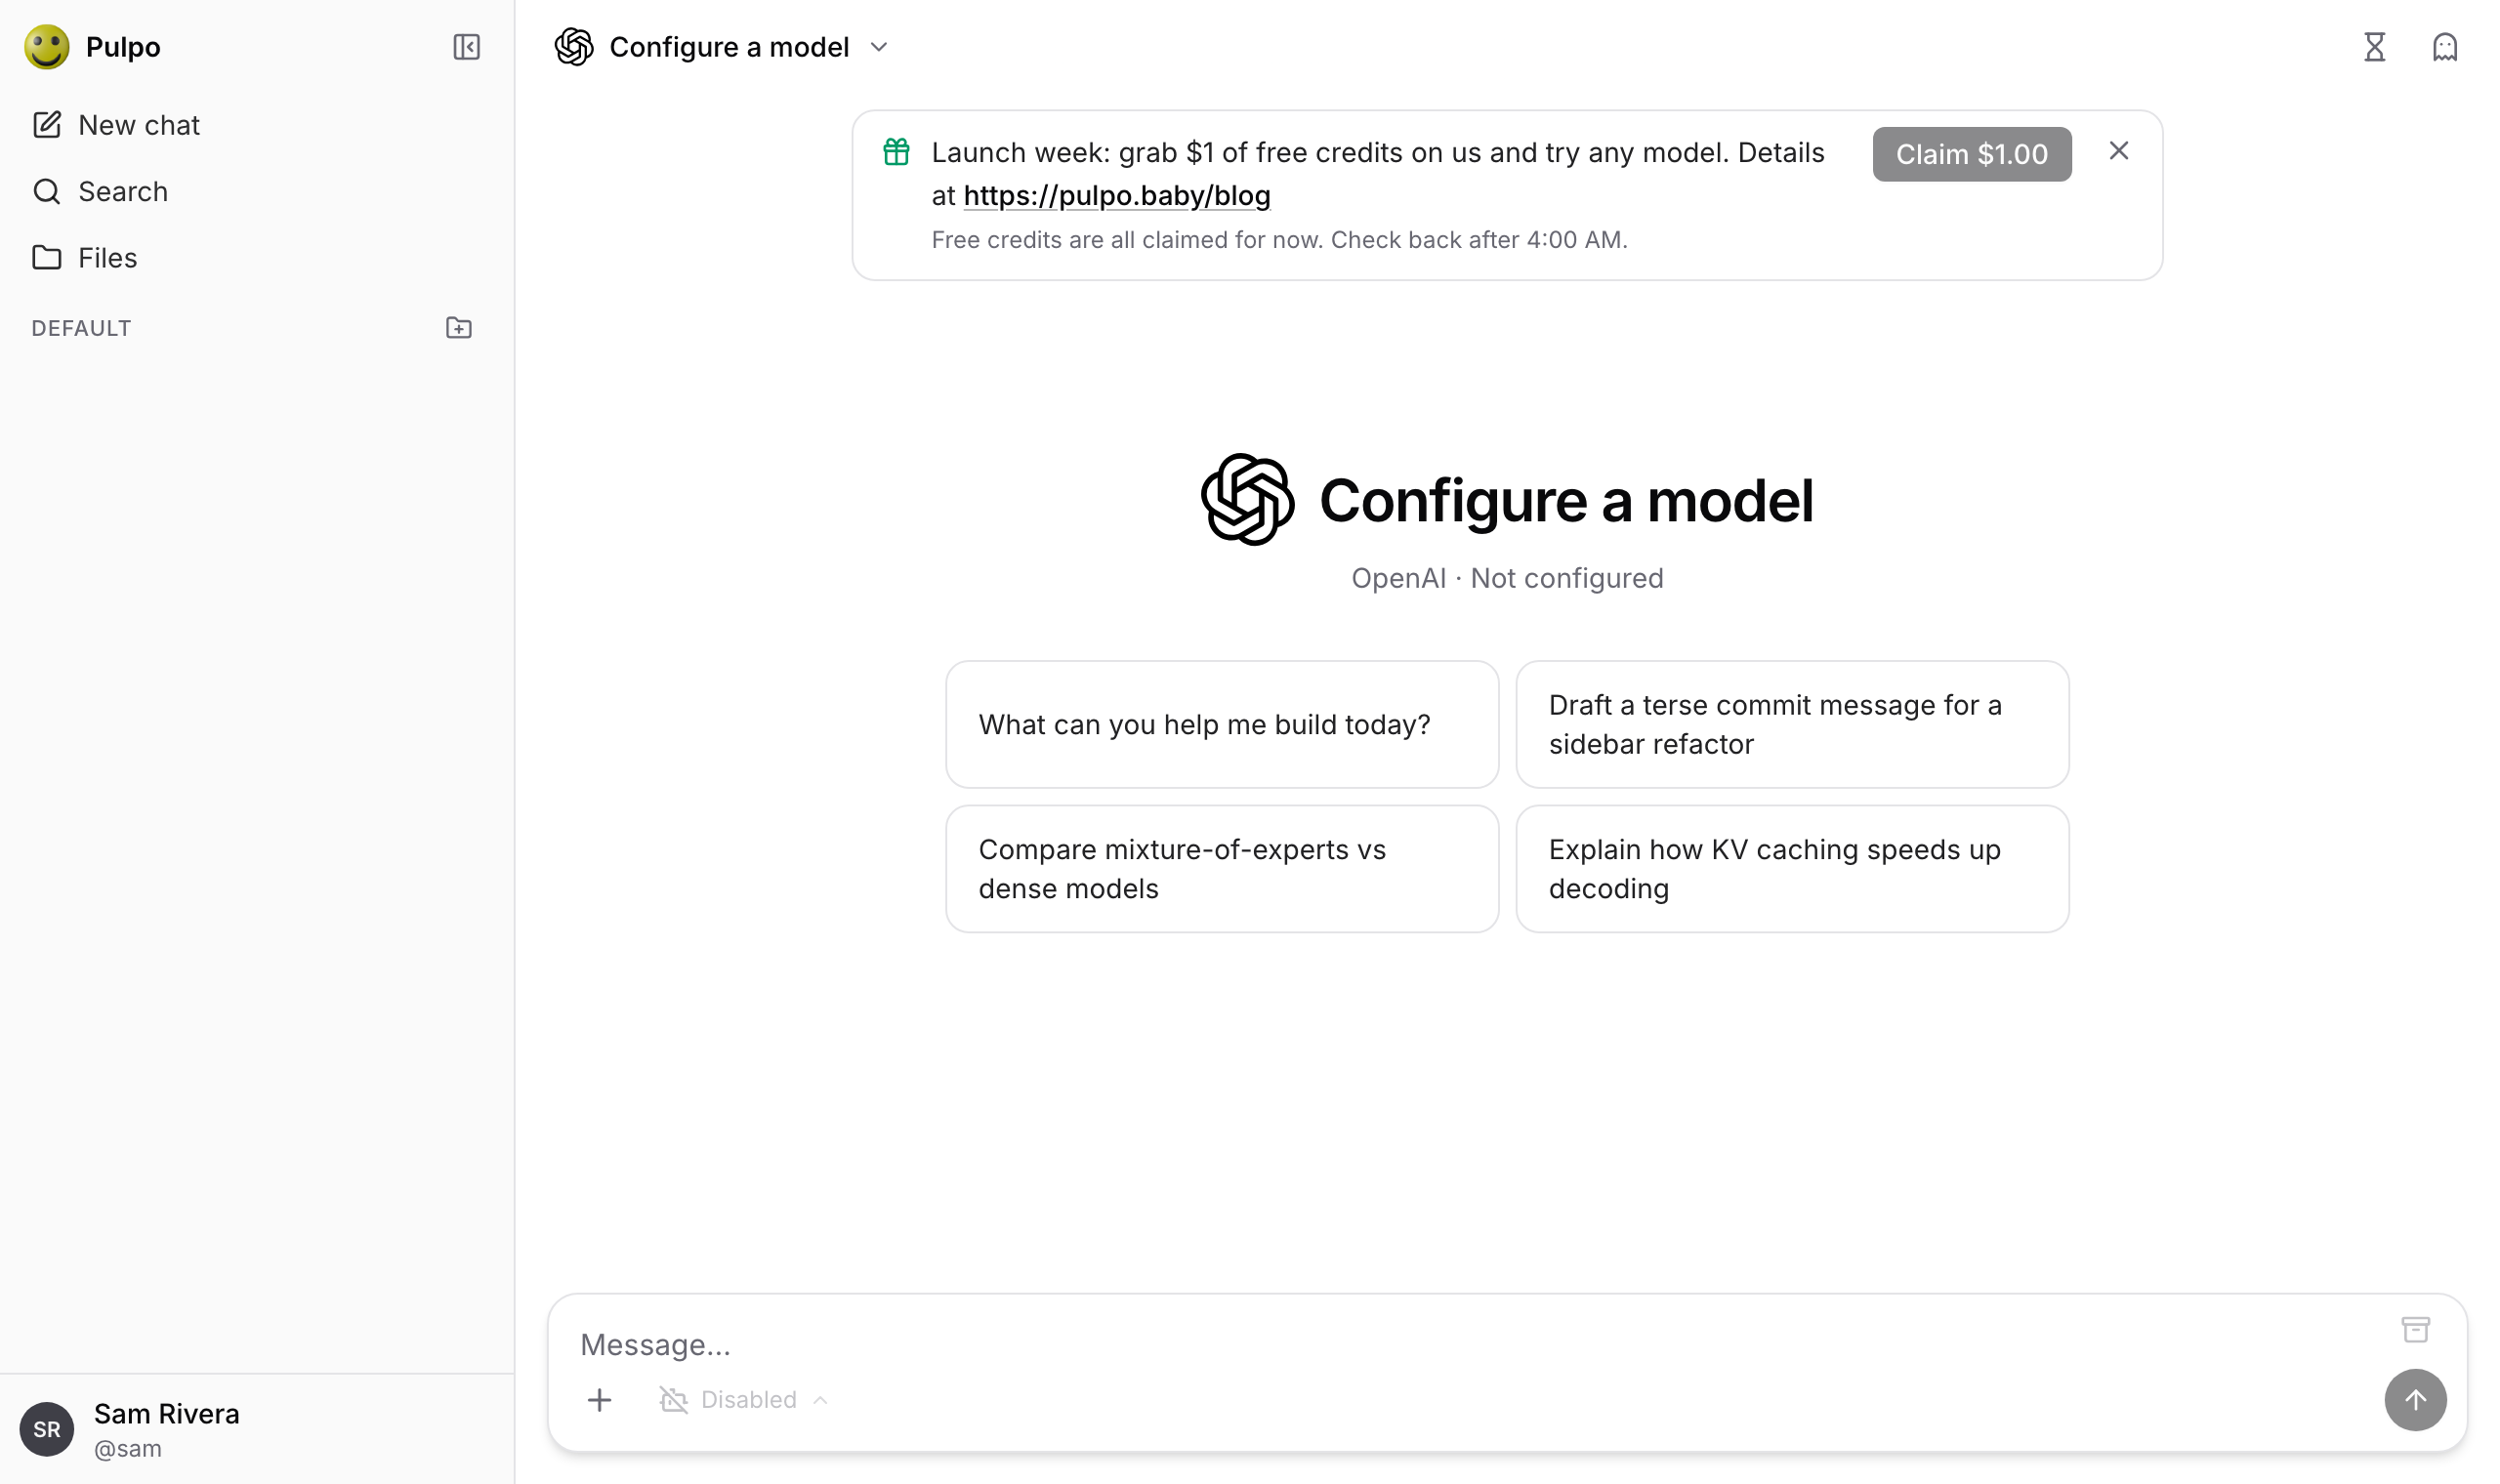 Pulpo
New chat
Search
Files
DEFAULT
Sam Rivera
SR
@sam
Configure a model
Launch week: grab $1 of free credits on us and try any model. Details
at https://pulpo.baby/blog
Free credits are all claimed for now. Check back after 4:00 AM.
Claim $1.00
Configure a model
OpenAI · Not configured
What can you help me build today?
Draft a terse commit message for a
sidebar refactor
Compare mixture-of-experts vs
dense models
Explain how KV caching speeds up
decoding
Message...
Disabled